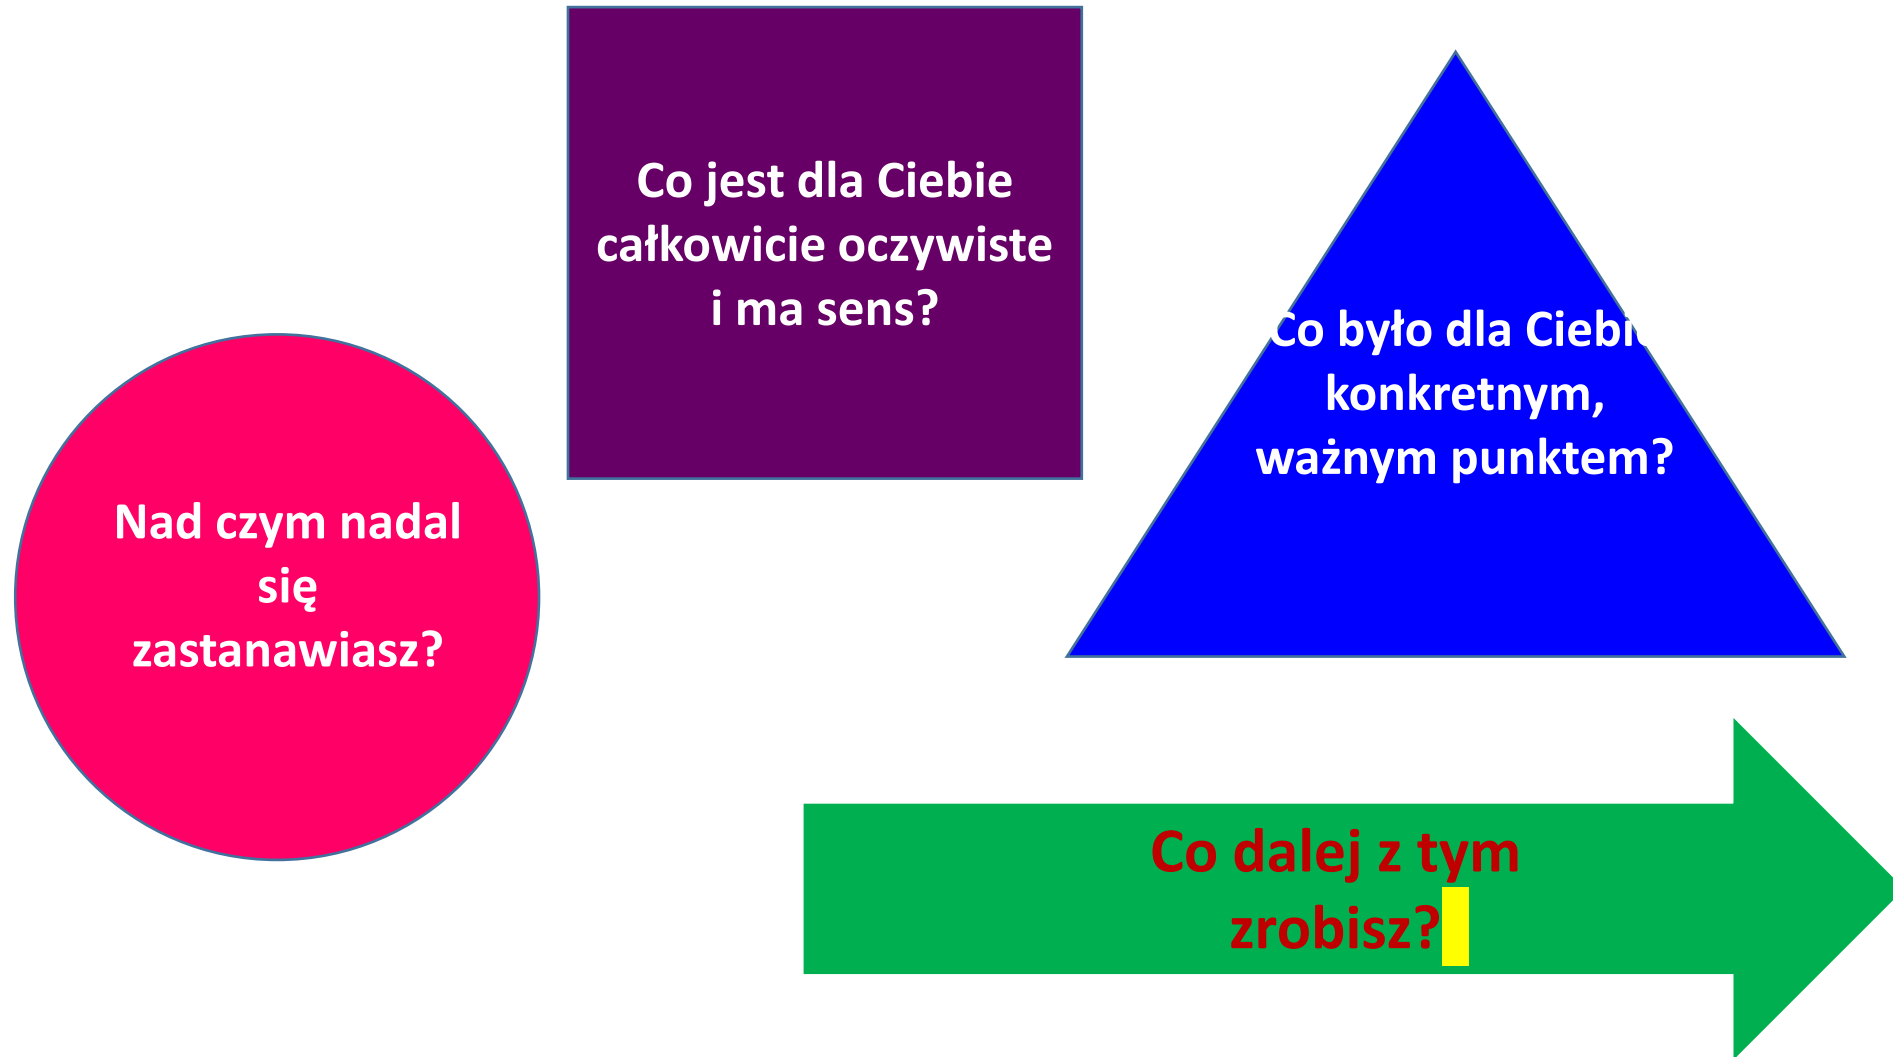 Co jest dla Ciebie
całkowicie oczywiste
i ma sens?
Co było dla Ciebie
konkretnym,
ważnym punktem?
Nad czym nadal
się
zastanawiasz?
Co dalej z tym
zrobisz?